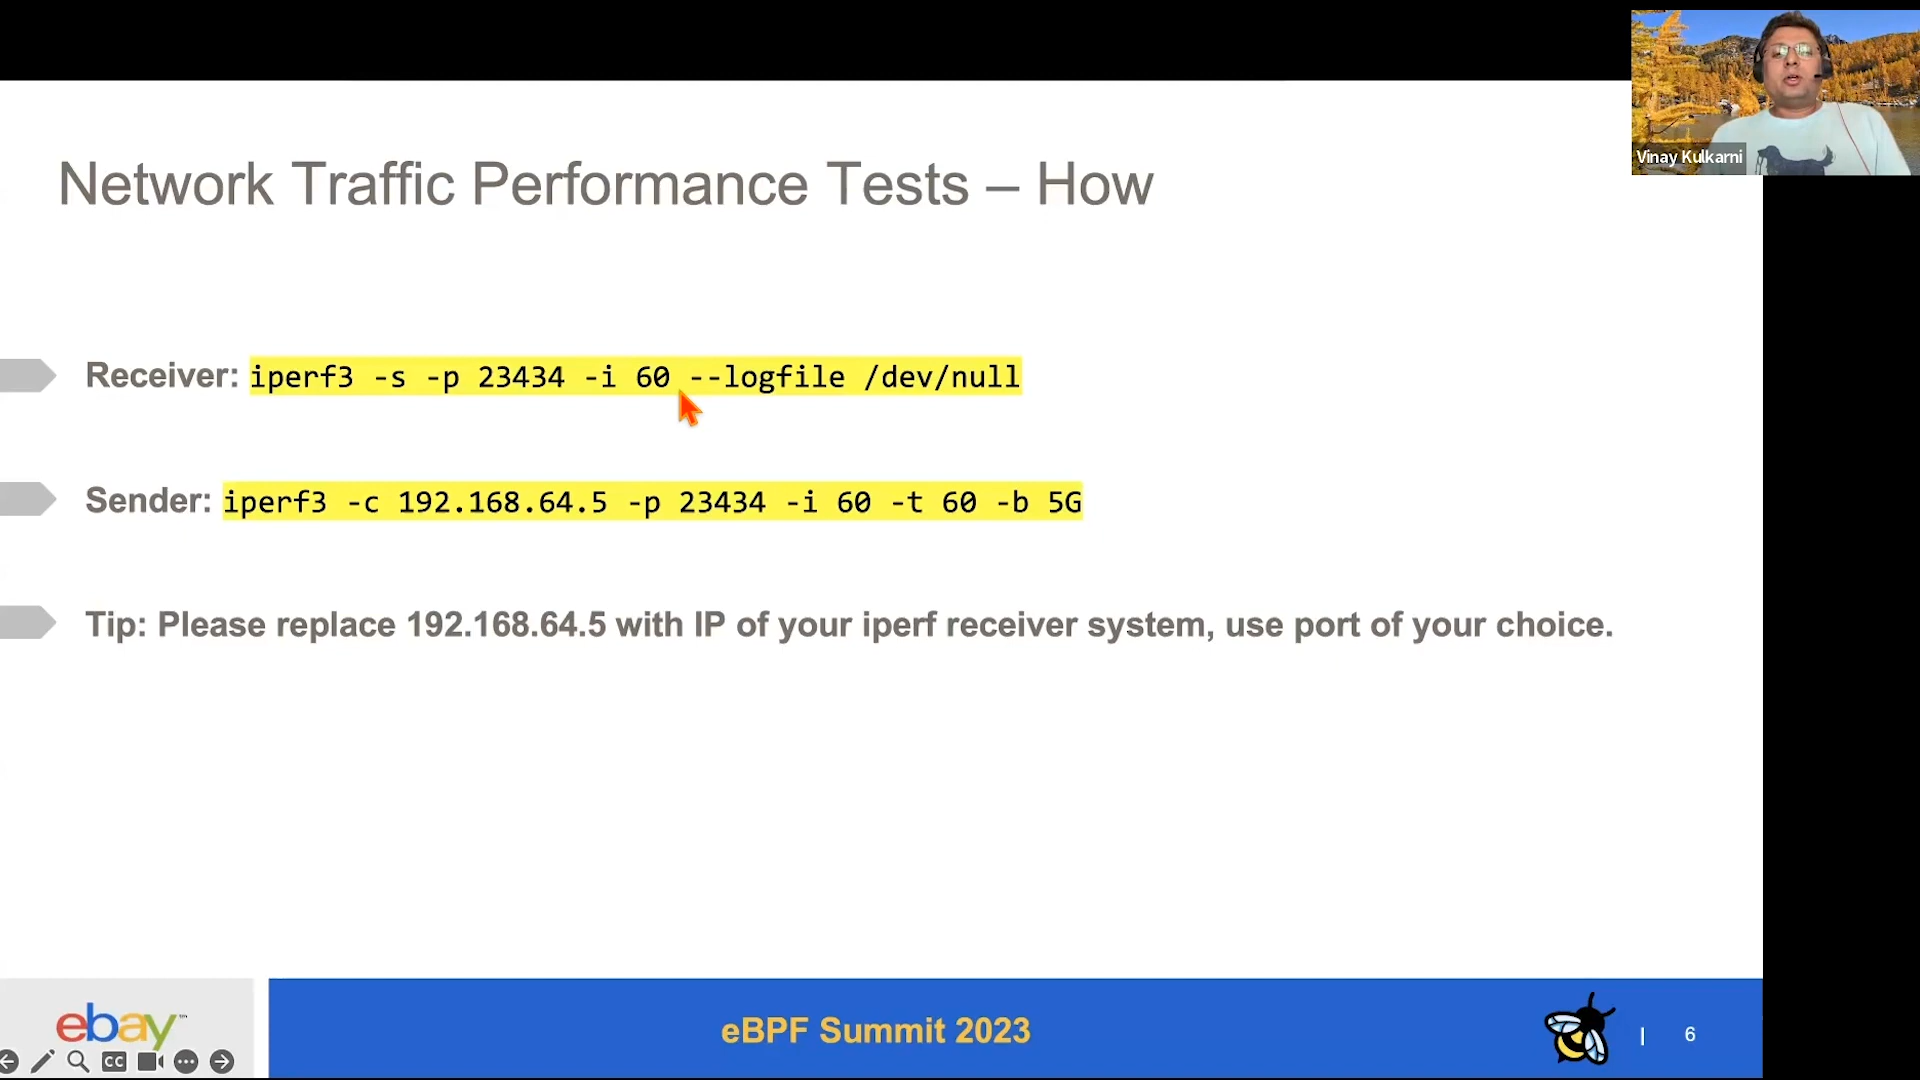 Vinay Kulkarni
Network Traffic Performance Tests – How
Receiver: iperf3 -s -p 23434 -i 60 --logfile /dev/null
Sender: iperf3 -c 192.168.64.5 -p 23434 -i 60 -t 60 -b 5G
Tip: Please replace 192.168.64.5 with IP of your iperf receiver system, use port of your choice.
ebay™
CC
eBPF Summit 2023
| 6